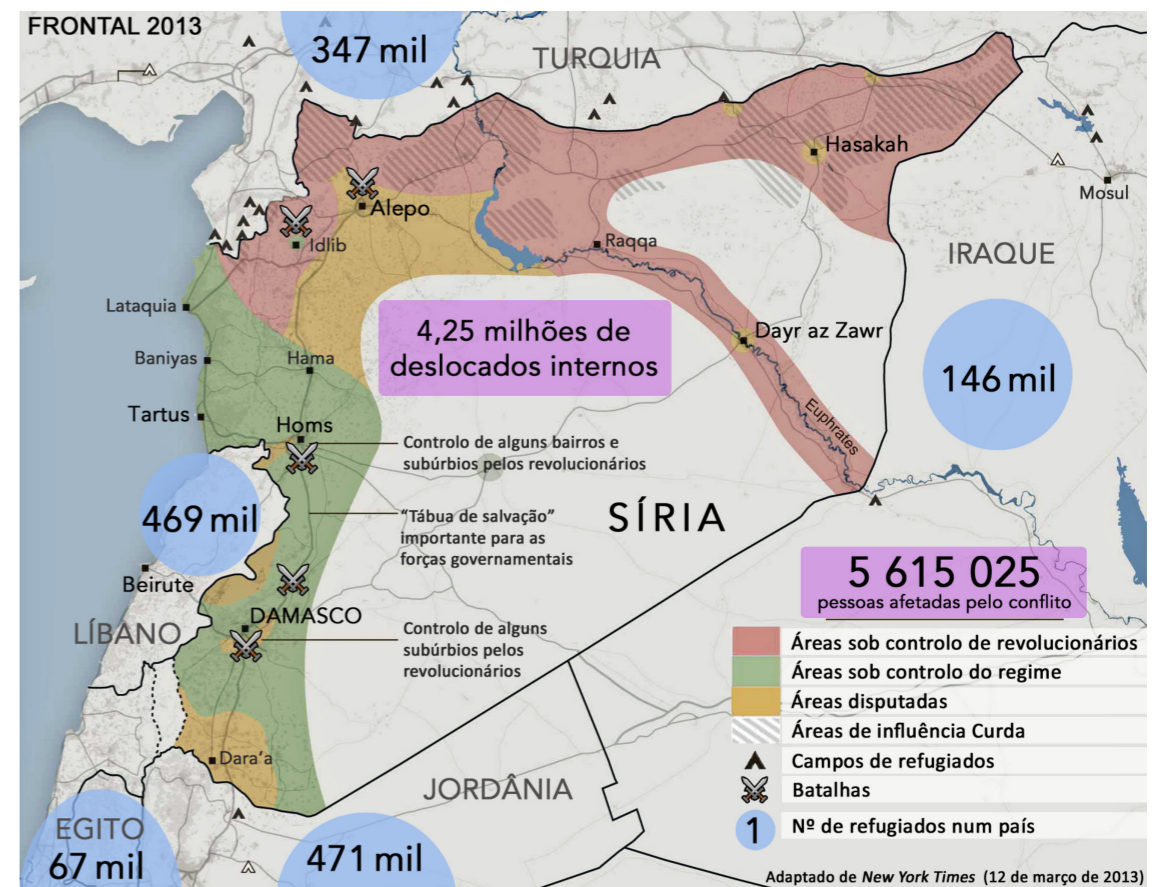 FRONTAL 2013
347 mil
TURQUIA
Hasakah
Mosul
Alepo
Idlib
Raqqa
IRAQUE
Lataquia
4,25 milhões de
deslocados internos
Dayr az Zawr
Baniyas
Hama
146 mil
Tartus
Homs
Euphrates
Controlo de alguns bairros e
subúrbios pelos revolucionários
469 mil
SÍRIA
“Tábua de salvação”
importante para as
forças governamentais
Beirute
5 615 025
pessoas afetadas pelo conflito
DAMASCO
LÍBANO
Controlo de alguns
subúrbios pelos
revolucionários
Áreas sob controlo de revolucionários
Áreas sob controlo do regime
Áreas disputadas
Áreas de influência Curda
Dara’a
Campos de refugiados
JORDÂNIA
Batalhas
1
Nº de refugiados num país
EGITO
67 mil
471 mil
Adaptado de New York Times (12 de março de 2013)